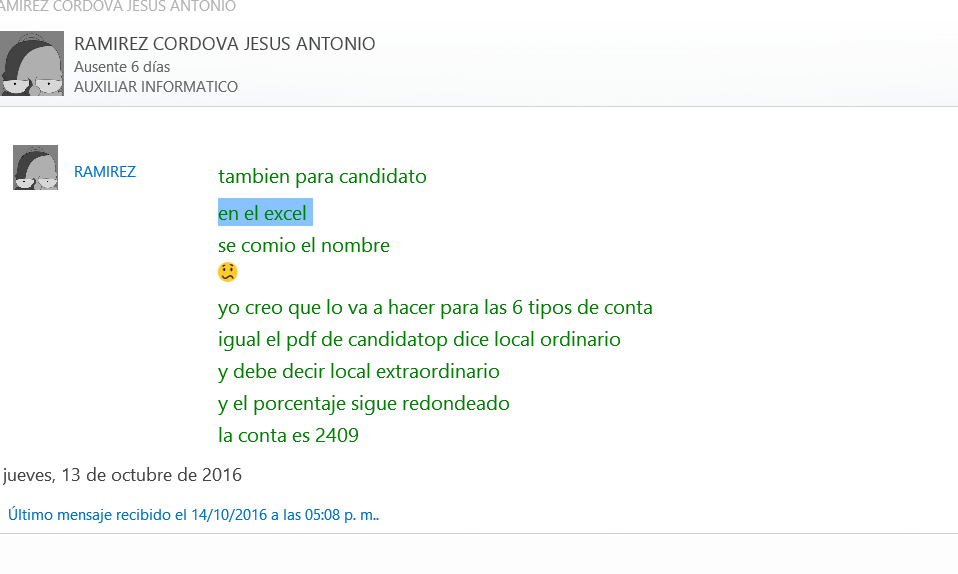 RAMIREZ CORDOVA JESUS ANTONIO
RAMIREZ CORDOVA JESUS ANTONIO
Ausente 6 días
AUXILIAR INFORMATICO
RAMIREZ
tambien para candidato
en el excel
se comio el nombre
yo creo que lo va a hacer para las 6 tipos de conta
igual el pdf de candidatop dice local ordinario
y debe decir local extraordinario
y el porcentaje sigue redondeado
la conta es 2409
jueves, 13 de octubre de 2016
Último mensaje recibido el 14/10/2016 a las 05:08 p. m..